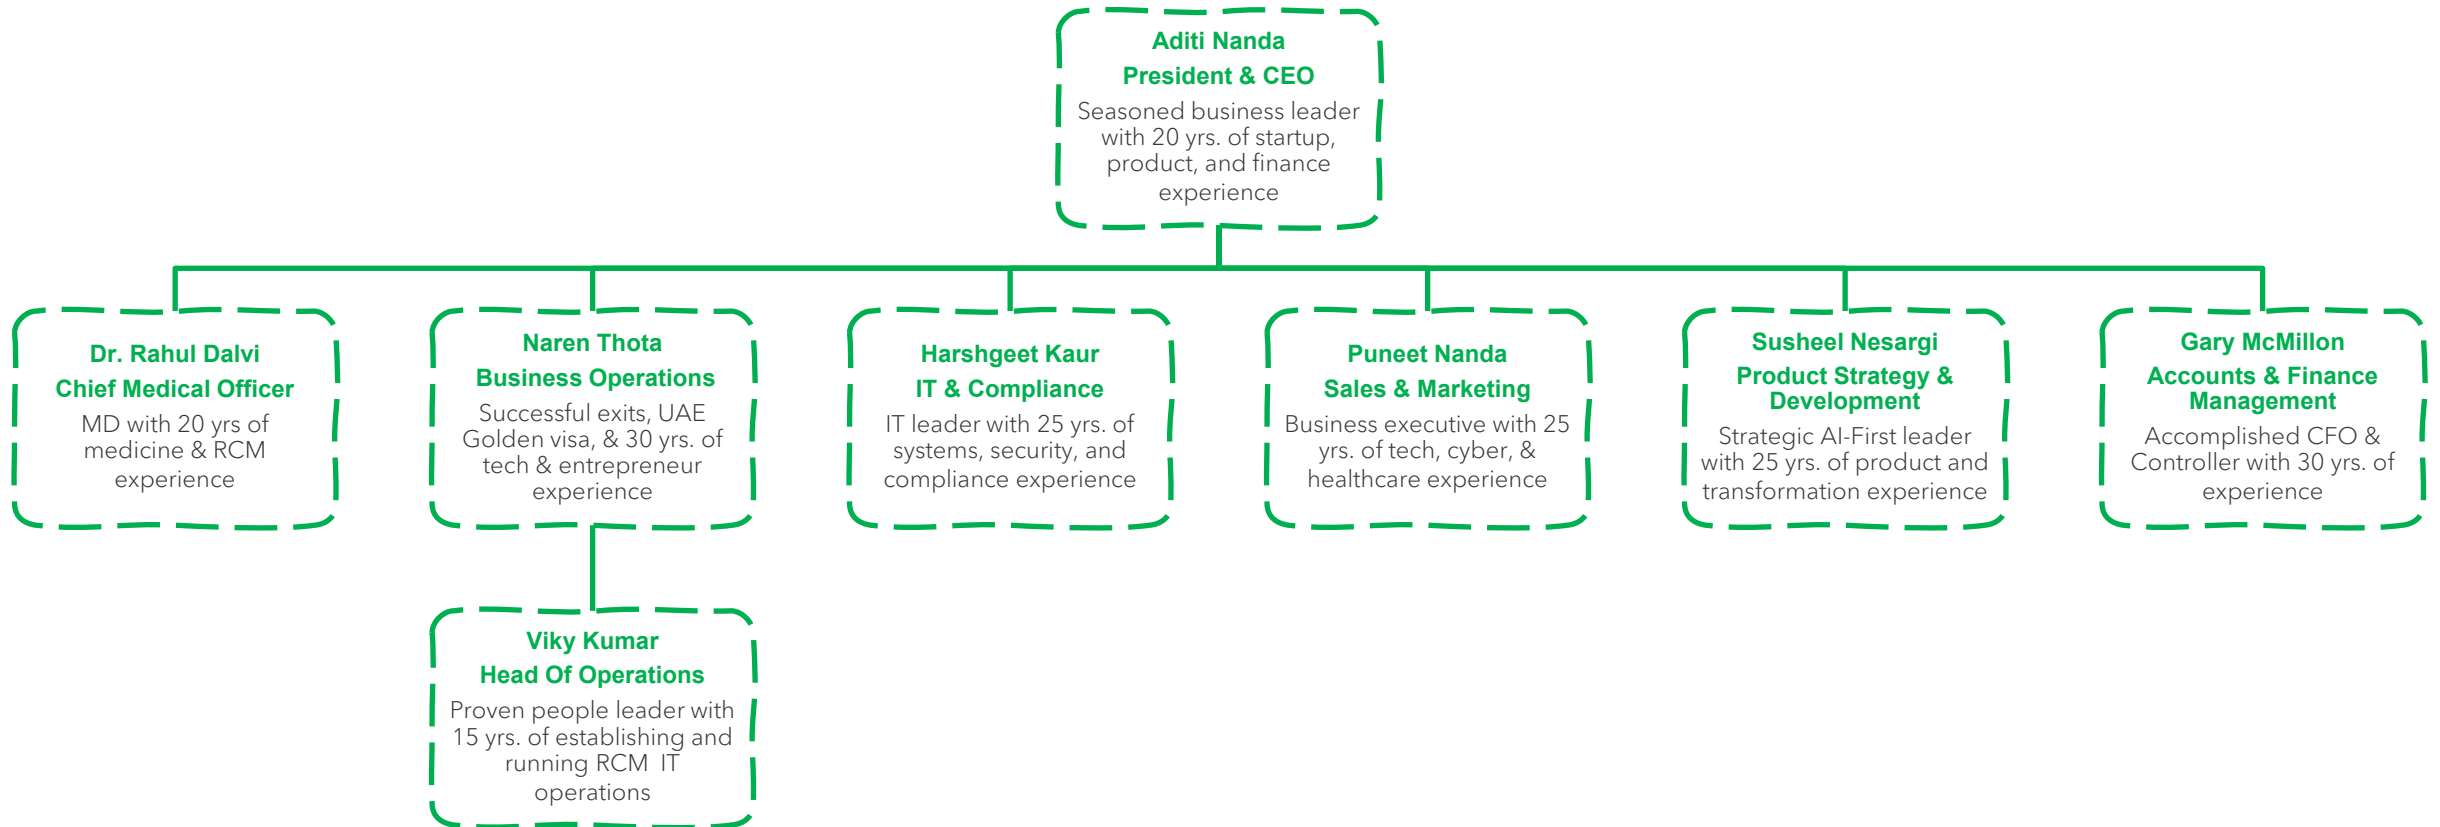 Aditi Nanda
President & CEO
Seasoned business leader
with 20 yrs. of startup,
product, and finance
experience
Dr. Rahul Dalvi
Chief Medical Officer
MD with 20 yrs of
medicine & RCM
experience
Naren Thota
Business Operations
Successful exits, UAE
Golden visa, & 30 yrs. of
tech & entrepreneur
experience
Harshgeet Kaur
IT & Compliance
IT leader with 25 yrs. of
systems, security, and
compliance experience
Puneet Nanda
Sales & Marketing
Business executive with 25
yrs. of tech, cyber, &
healthcare experience
Susheel Nesargi
Product Strategy &
Development
Strategic AI-First leader
with 25 yrs. of product and
transformation experience
Gary McMillon
Accounts & Finance
Management
Accomplished CFO &
Controller with 30 yrs. of
experience
Viky Kumar
Head Of Operations
Proven people leader with
15 yrs. of establishing and
running RCM  IT
operations